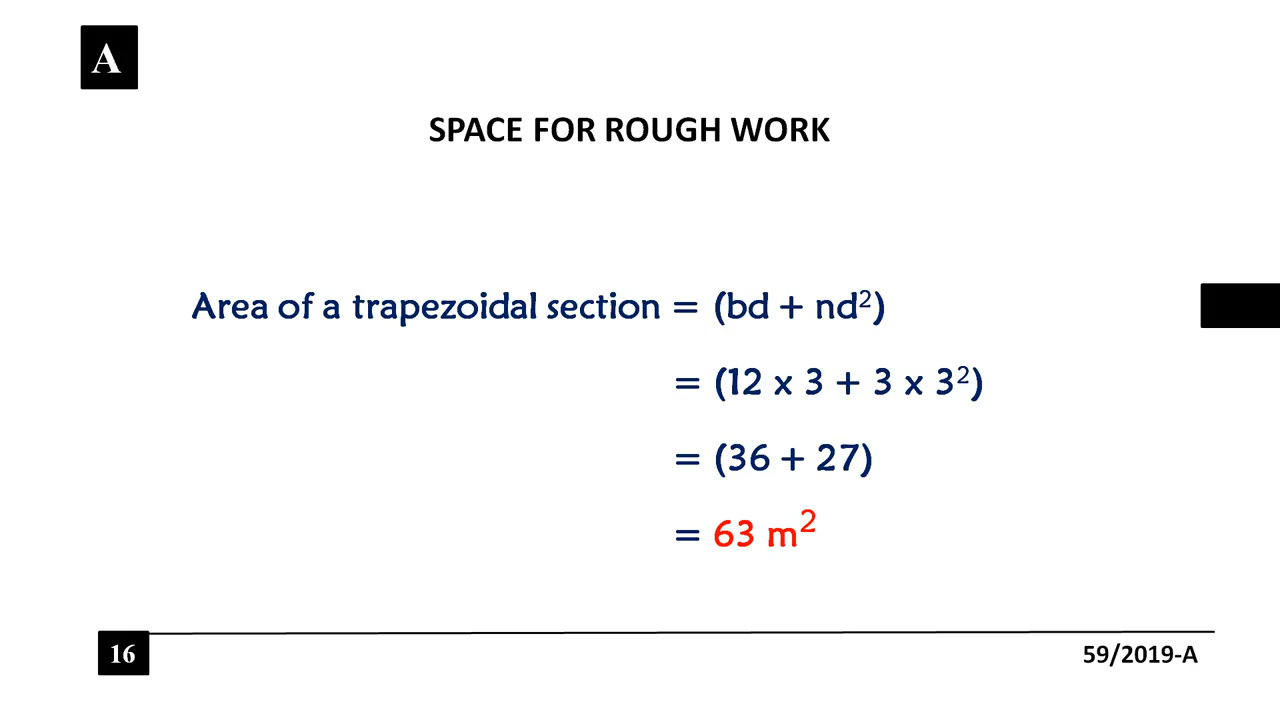 A
SPACE FOR ROUGH WORK
Area of a trapezoidal section = (bd + nd²)
= (12 x 3 + 3 x 3²)
= (36 + 27)
= 63 m²
16
59/2019-A